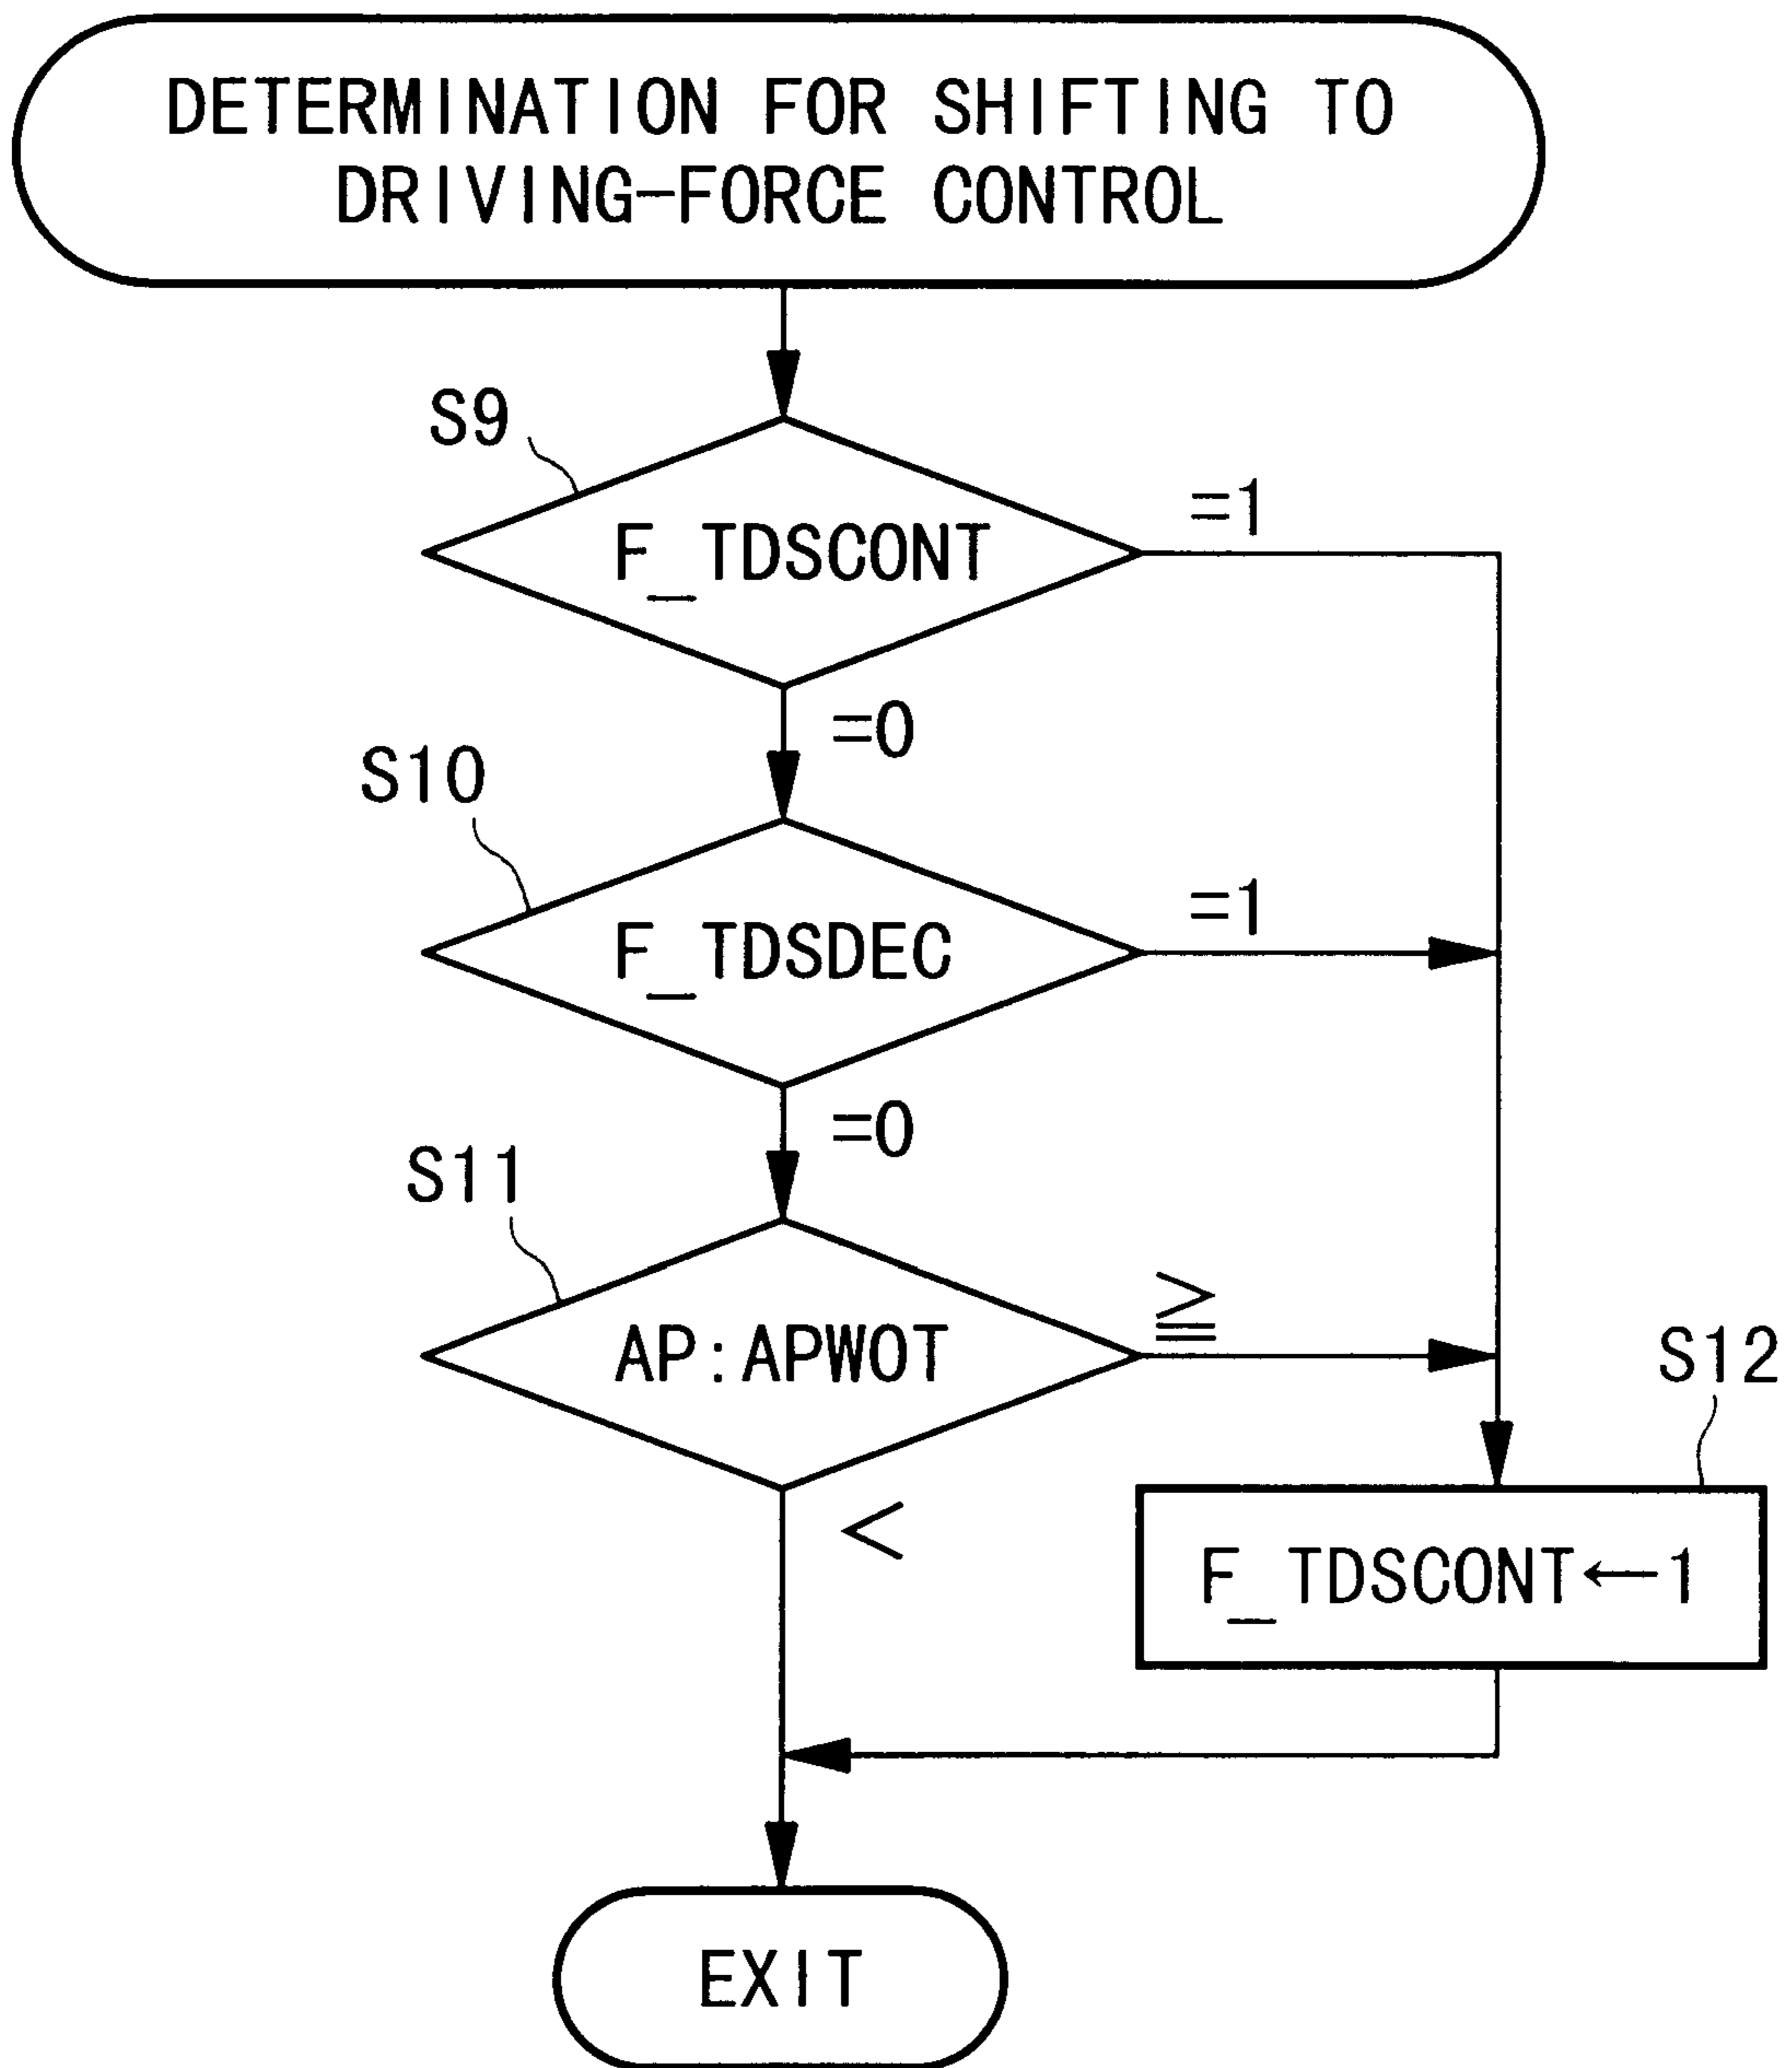 DETERMINATION FOR SHIFTING TO
DRIVING-FORCE CONTROL
S9
F_TDSCONT
=1
=0
S10
F_TDSDEC
=1
=0
S11
AP:APWOT
≧
<
S12
F_TDSCONT←1
EXIT